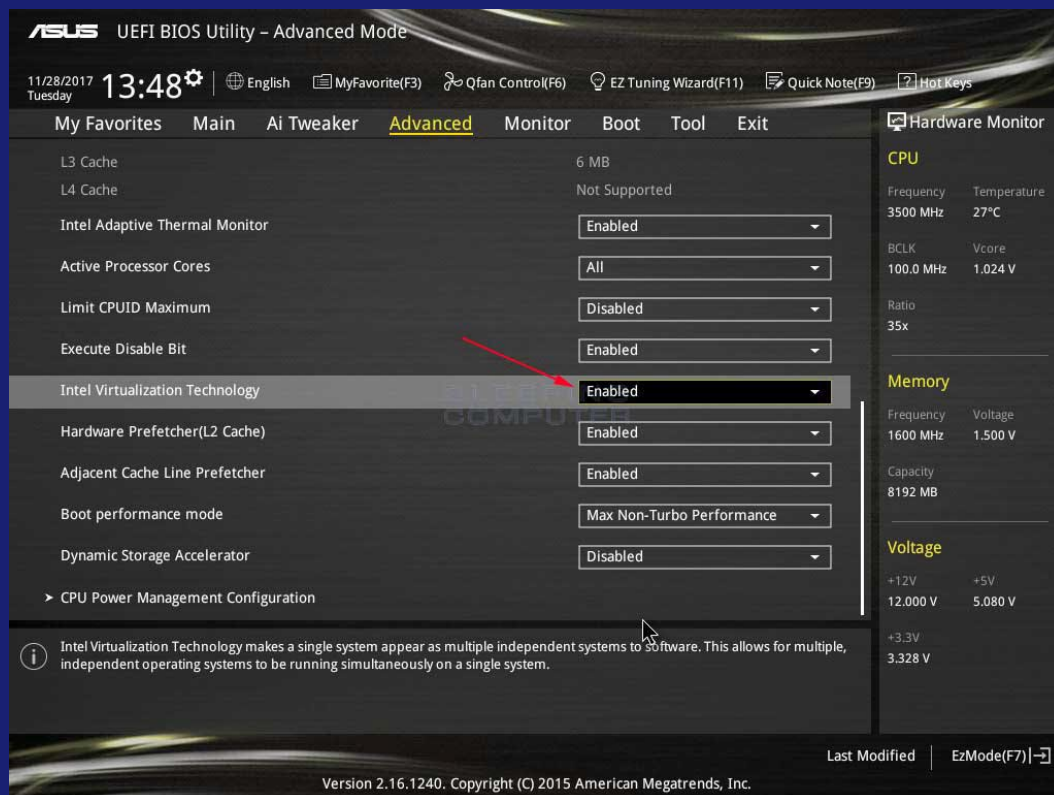 ASUS UEFI BIOS Utility – Advanced Mode
11/28/2017
Tuesday
13:48
English MyFavorite(F3) Qfan Control(F6) EZ Tuning Wizard(F11) Quick Note(F9) ? Hot Keys
My Favorites Main Ai Tweaker Advanced Monitor Boot Tool Exit
L3 Cache 6 MB
L4 Cache Not Supported
Intel Adaptive Thermal Monitor Enabled
Active Processor Cores All
Limit CPUID Maximum Disabled
Execute Disable Bit Enabled
Intel Virtualization Technology Enabled
BLEEPING
COMPUTER
Hardware Prefetcher(L2 Cache) Enabled
Adjacent Cache Line Prefetcher Enabled
Boot performance mode Max Non-Turbo Performance
Dynamic Storage Accelerator Disabled
> CPU Power Management Configuration
i Intel Virtualization Technology makes a single system appear as multiple independent systems to software. This allows for multiple,
independent operating systems to be running simultaneously on a single system.
Hardware Monitor
CPU
Frequency Temperature
3500 MHz 27°C
BCLK Vcore
100.0 MHz 1.024 V
Ratio
35x
Memory
Frequency Voltage
1600 MHz 1.500 V
Capacity
8192 MB
Voltage
+12V +5V
12.000 V 5.080 V
+3.3V
3.328 V
Last Modified EzMode(F7)
Version 2.16.1240. Copyright (C) 2015 American Megatrends, Inc.